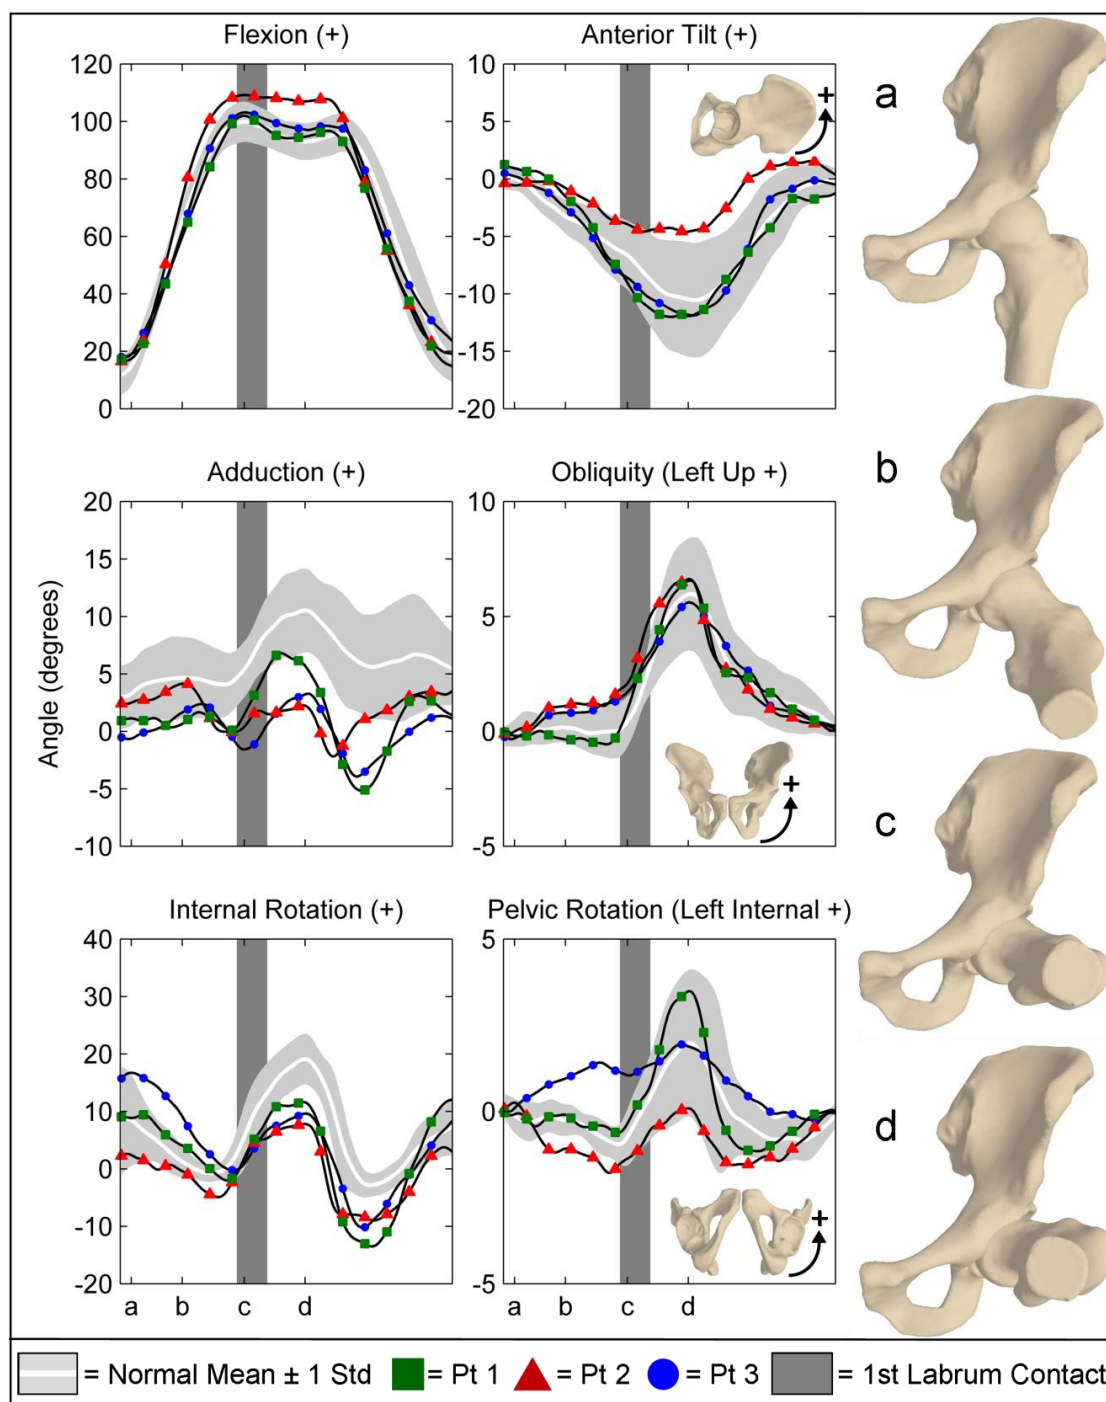 Flexion (+)
120
100
80
60
40
20
0
Anterior Tilt (+)
10
5
0
-5
-10
-15
-20
a
Adduction (+)
20
15
10
5
0
-5
-10
Angle (degrees)
Obliquity (Left Up +)
10
5
0
-5
+
b
Internal Rotation (+)
40
30
20
10
0
-10
-20
a b c d
Pelvic Rotation (Left Internal +)
5
0
-5
+
a b c d
+
c
d
= Normal Mean ± 1 Std = Pt 1 = Pt 2 = Pt 3 = 1st Labrum Contact